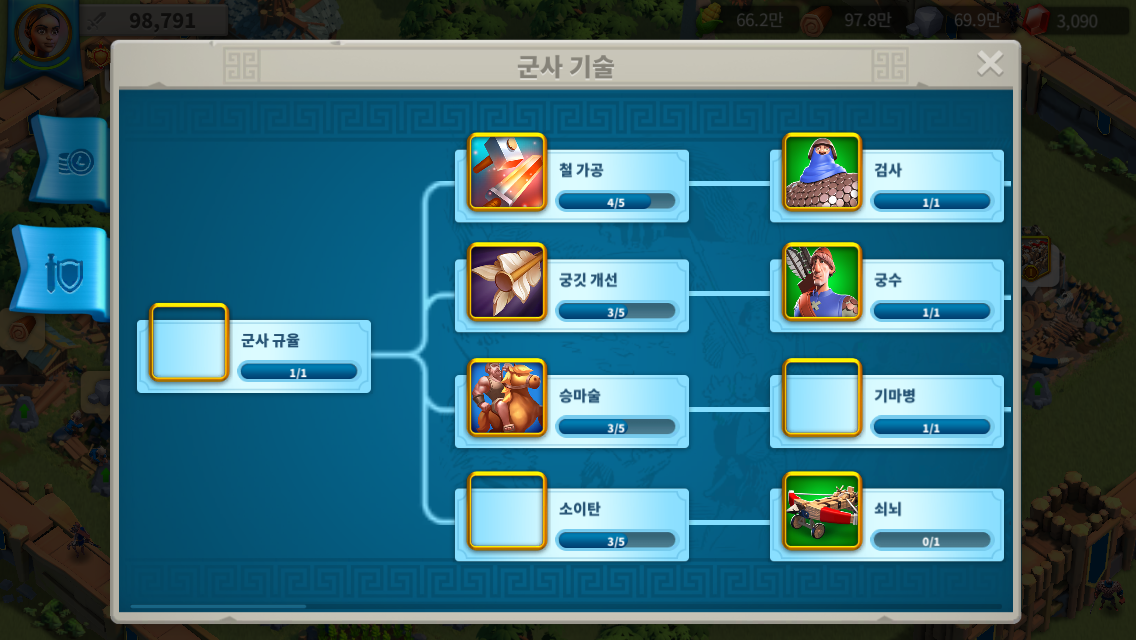 98,791
66.2만
97.8만
69.9만
3,090
군사 기술
철 가공
4/5
검사
1/1
궁깃 개선
3/5
궁수
1/1
군사 규율
1/1
승마술
3/5
기마병
1/1
소이탄
3/5
쇠뇌
0/1